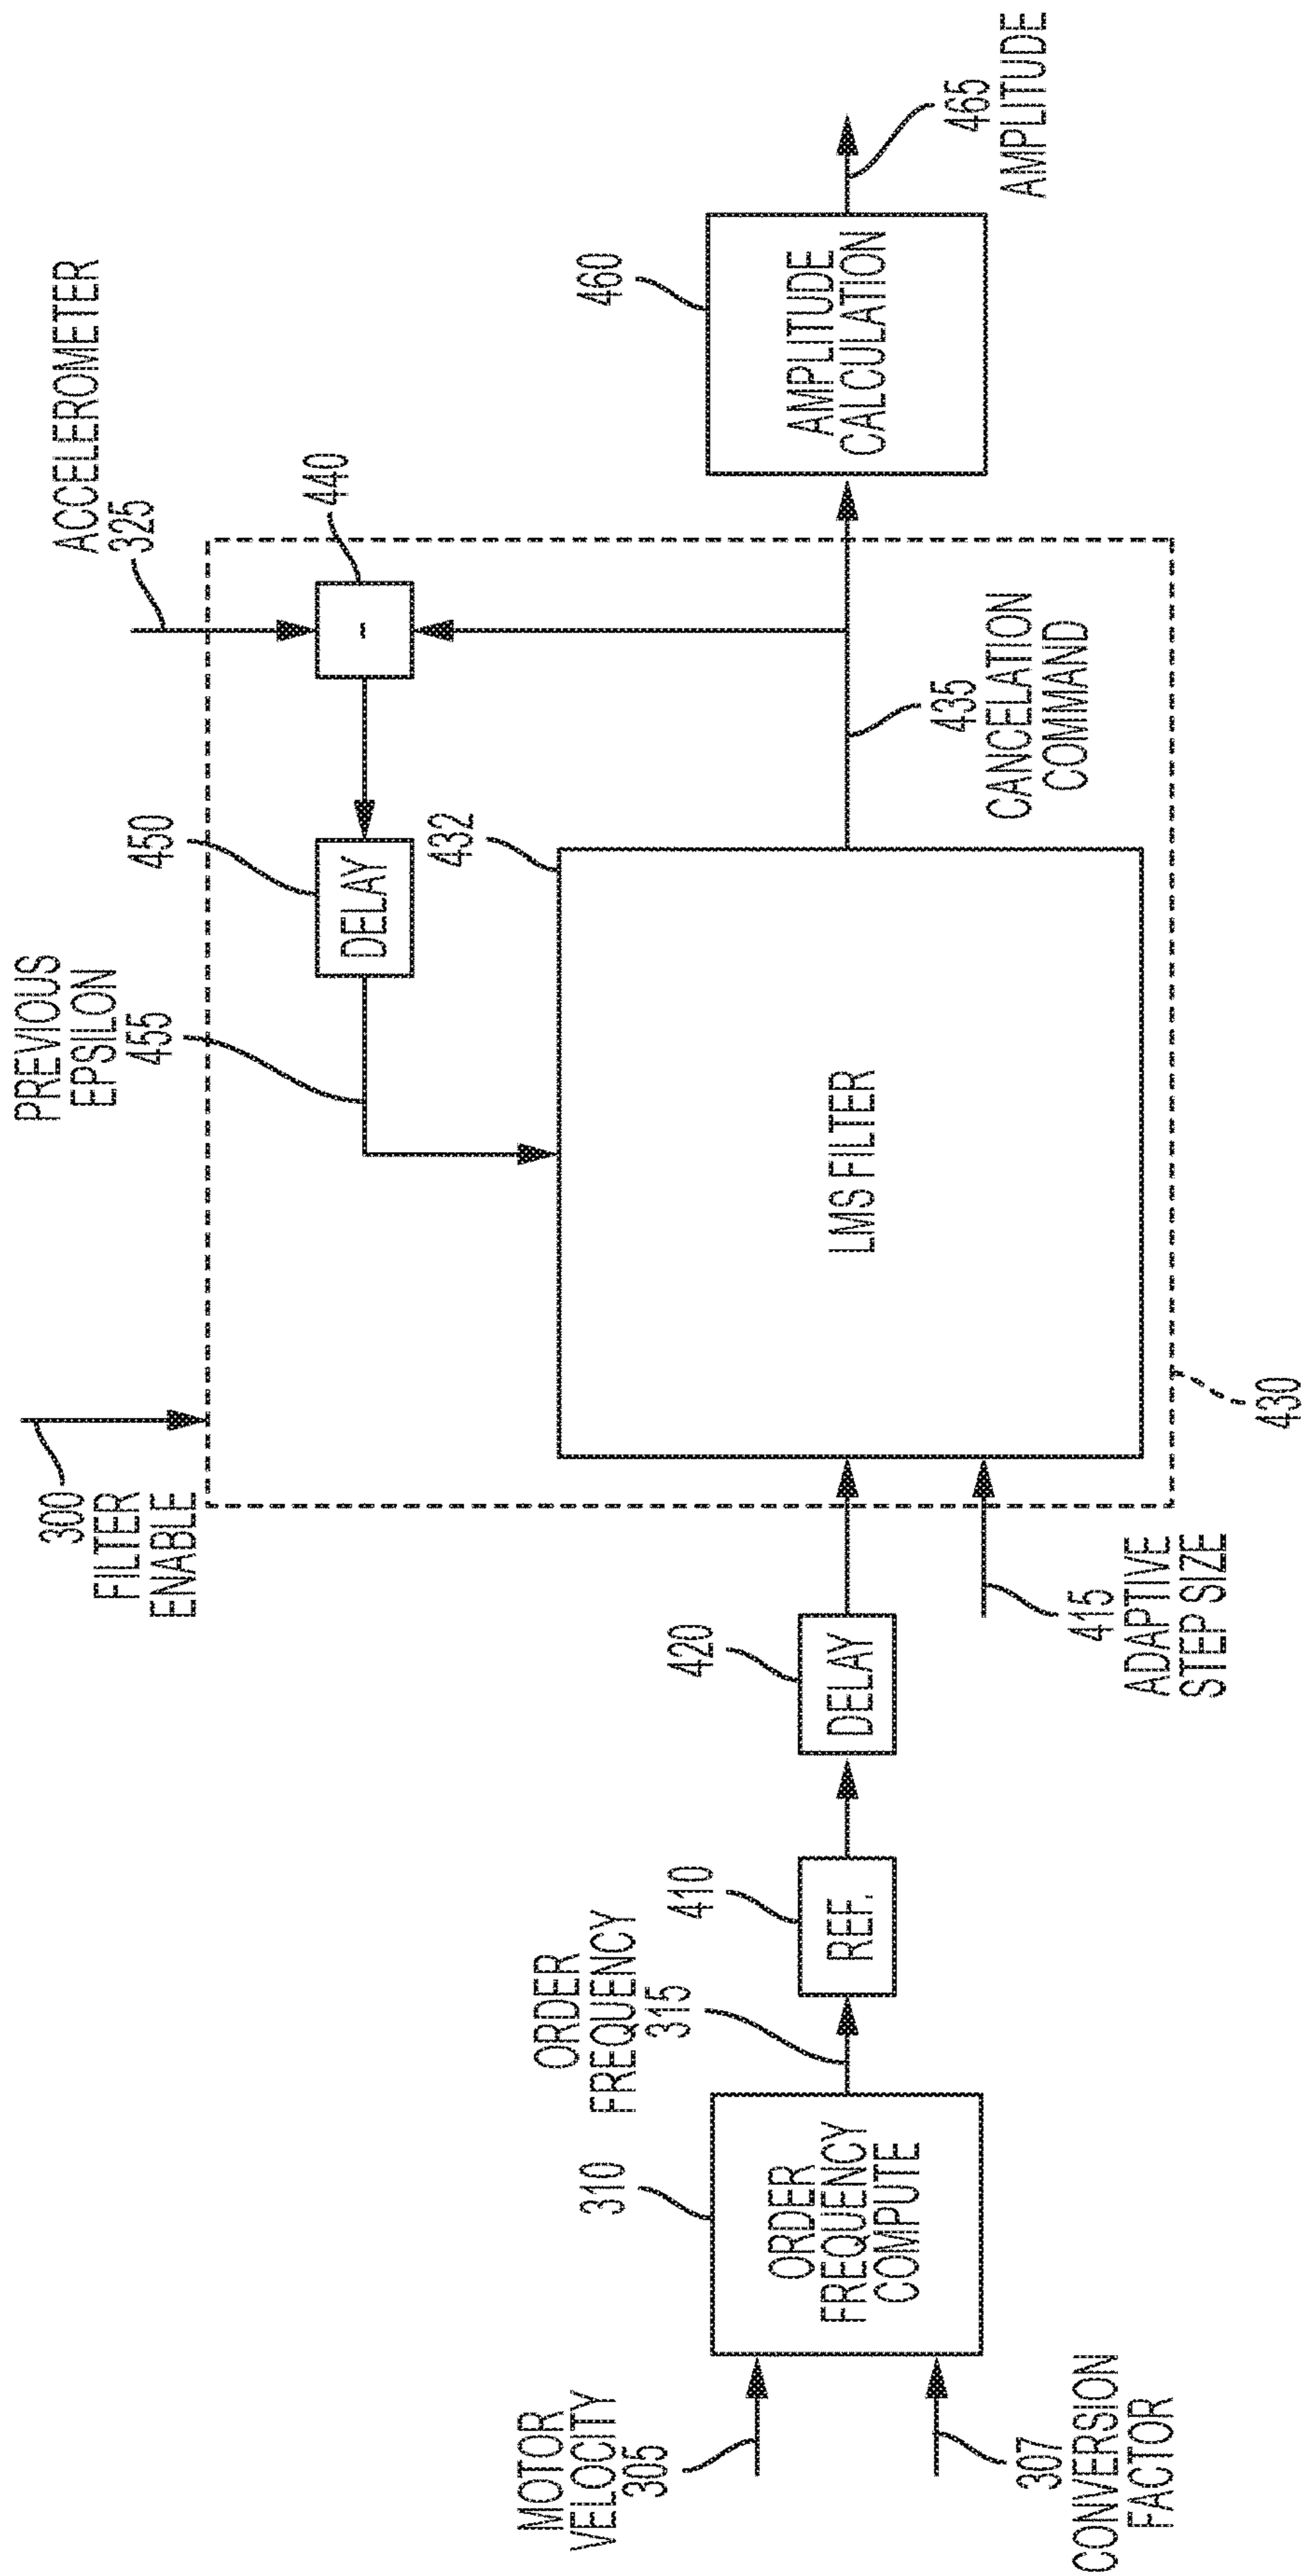 300
FILTER
ENABLE
PREVIOUS
EPSILON
455
ACCELEROMETER
325
450
DELAY
440
-
432
LMS FILTER
MOTOR
VELOCITY
305
307
CONVERSION
FACTOR
310
ORDER
FREQUENCY
COMPUTE
ORDER
FREQUENCY
315
410
REF.
420
DELAY
415
ADAPTIVE
STEP SIZE
430
435
CANCELATION
COMMAND
460
AMPLITUDE
CALCULATION
465
AMPLITUDE